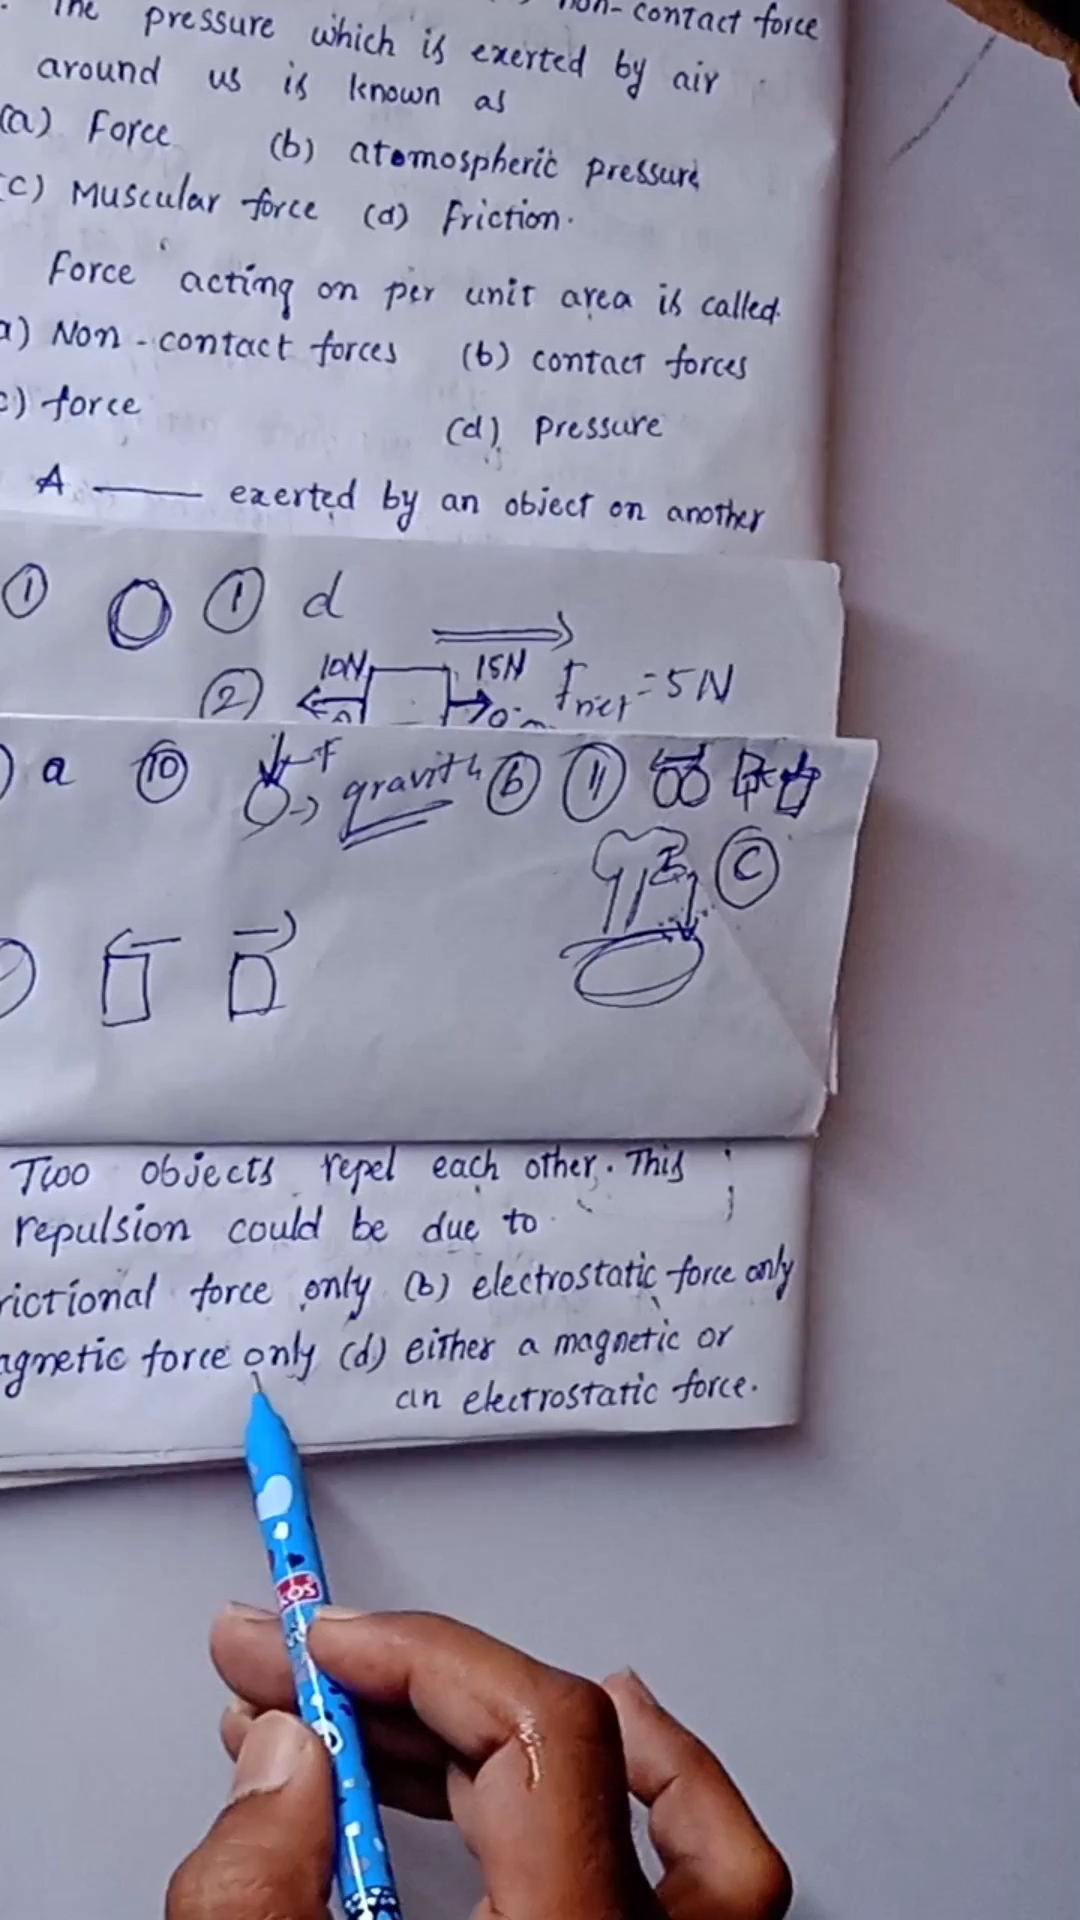 non-contact force
The pressure which is exerted by air
around us is known as
(a) Force (b) atomospheric pressure
(C) Muscular force (d) Friction.
Force acting on per unit area is called.
a) Non-contact forces (b) contact forces
c) force
(d) Pressure
A ——— exerted by an object on another
1 1 d
10N 15N
2 = 5N
a 10 F gravity b 11
C
Two objects repel each other. This
repulsion could be due to
rictional force only (b) electrostatic force only
agnetic force only (d) either a magnetic or
an electrostatic force.